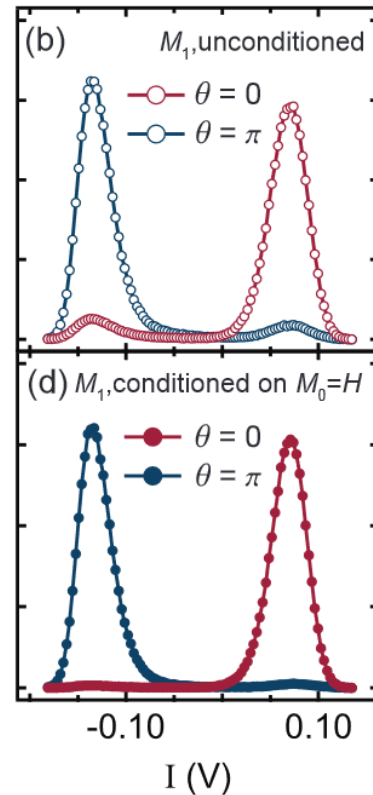 (b) M₁,unconditioned
θ = 0
θ = π
(d) M₁,conditioned on M₀=H
θ = 0
θ = π
-0.10 0.10
I (V)